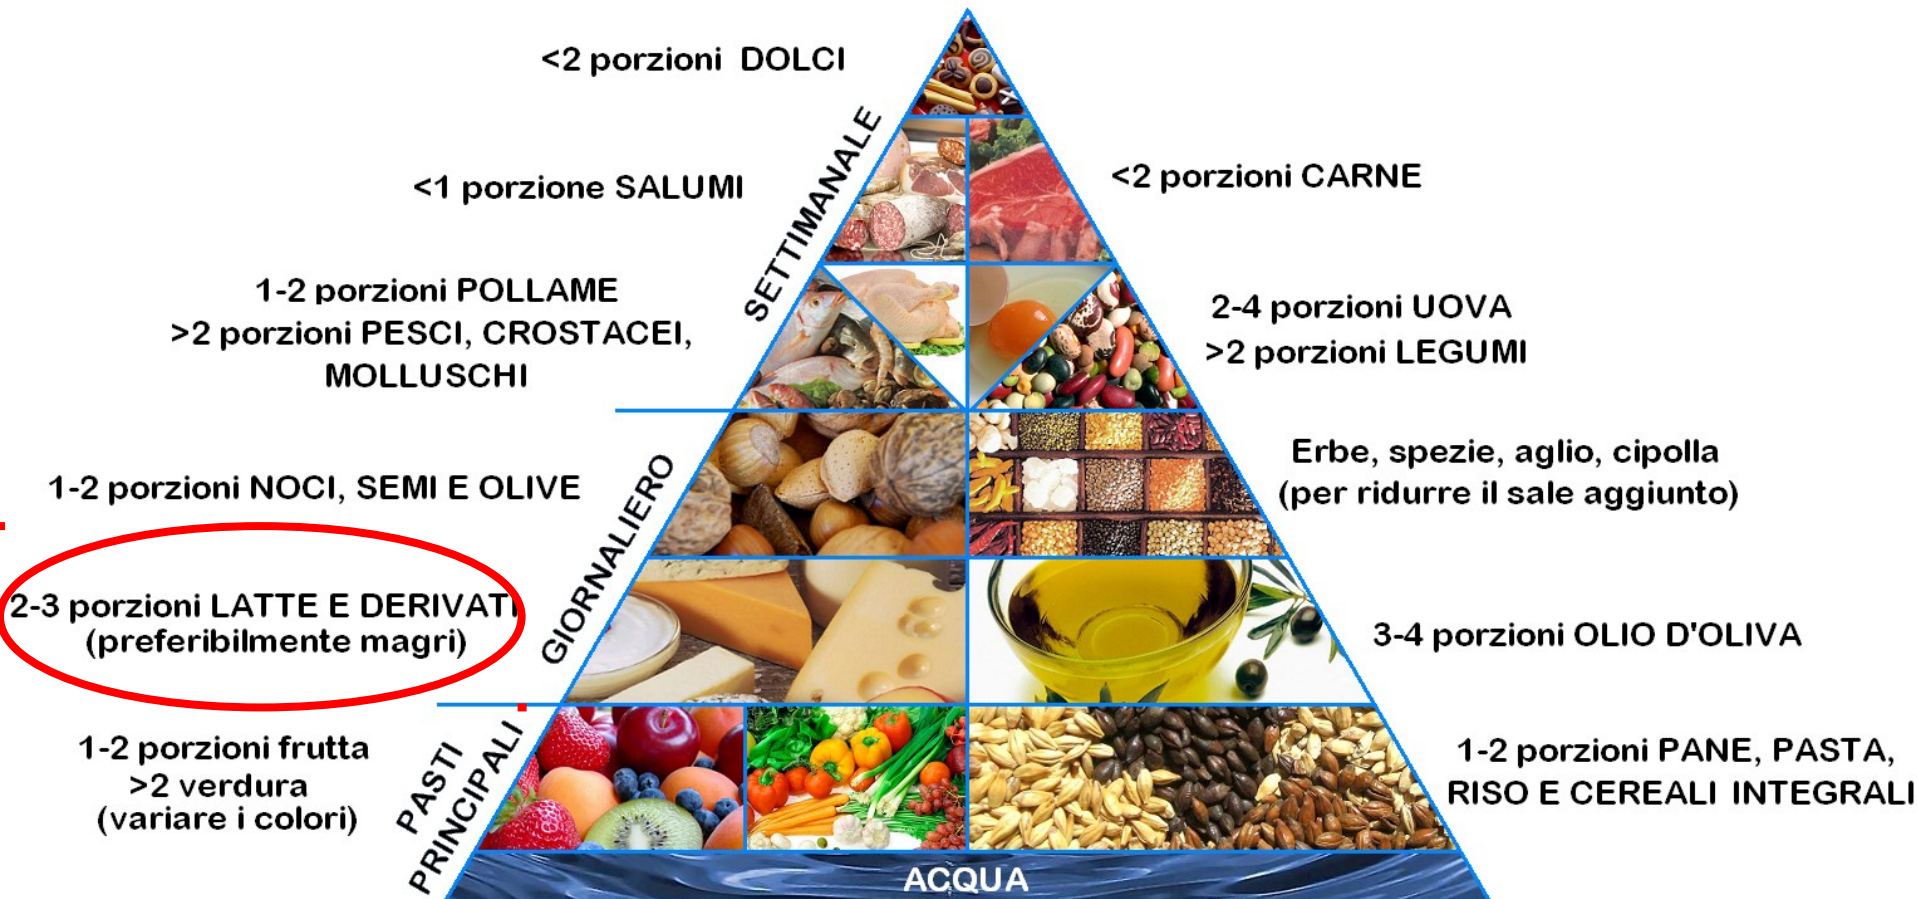 <2 porzioni DOLCI
SETTIMANALE
<1 porzione SALUMI
<2 porzioni CARNE
1-2 porzioni POLLAME
>2 porzioni PESCI, CROSTACEI,
MOLLUSCHI
2-4 porzioni UOVA
>2 porzioni LEGUMI
GIORNALIERO
1-2 porzioni NOCI, SEMI E OLIVE
Erbe, spezie, aglio, cipolla
(per ridurre il sale aggiunto)
2-3 porzioni LATTE E DERIVATI
(preferibilmente magri)
3-4 porzioni OLIO D'OLIVA
PASTI
PRINCIPALI
1-2 porzioni frutta
>2 verdura
(variare i colori)
1-2 porzioni PANE, PASTA,
RISO E CEREALI INTEGRALI
ACQUA